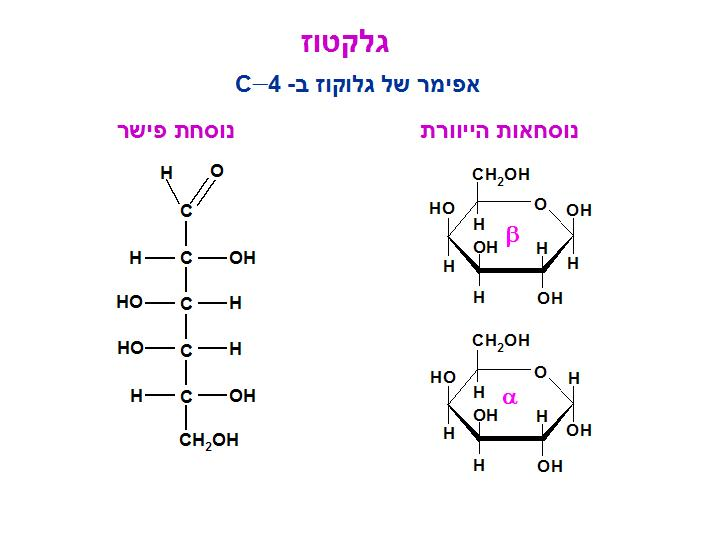 גלקטוז
אפימר של גלוקוז ב- C–4
נוסחאות הייוורת
נוסחת פישר
CH2OH
HO O OH
H β
OH H
H H
H OH
CH2OH
HO O H
H α
OH H
H OH
H OH
H O
C
H C OH
HO C H
HO C H
H C OH
CH2OH